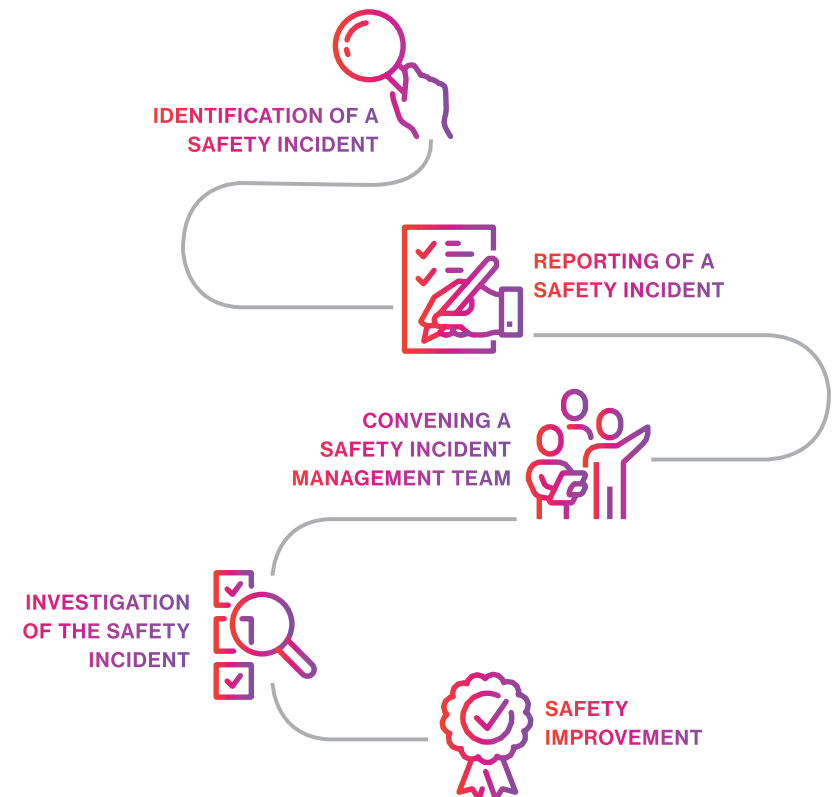 IDENTIFICATION OF A
SAFETY INCIDENT
REPORTING OF A
SAFETY INCIDENT
CONVENING A
SAFETY INCIDENT
MANAGEMENT TEAM
INVESTIGATION
OF THE SAFETY
INCIDENT
SAFETY
IMPROVEMENT